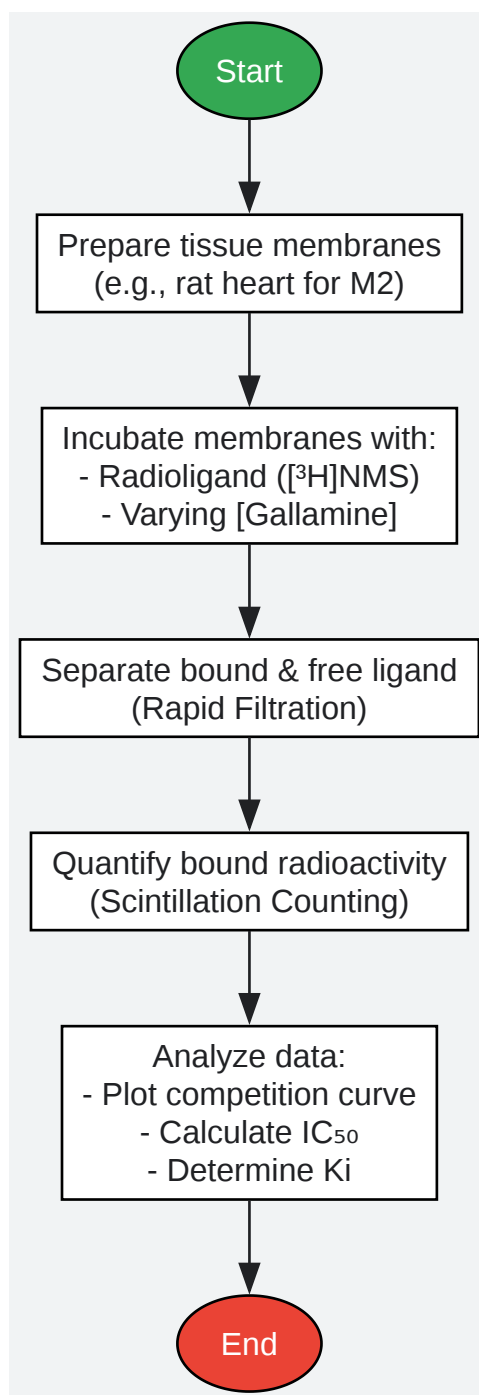 Start
Prepare tissue membranes
(e.g., rat heart for M2)
Incubate membranes with:
- Radioligand ([³H]NMS)
- Varying [Gallamine]
Separate bound & free ligand
(Rapid Filtration)
Quantify bound radioactivity
(Scintillation Counting)
Analyze data:
- Plot competition curve
- Calculate IC₅₀
- Determine Ki
End